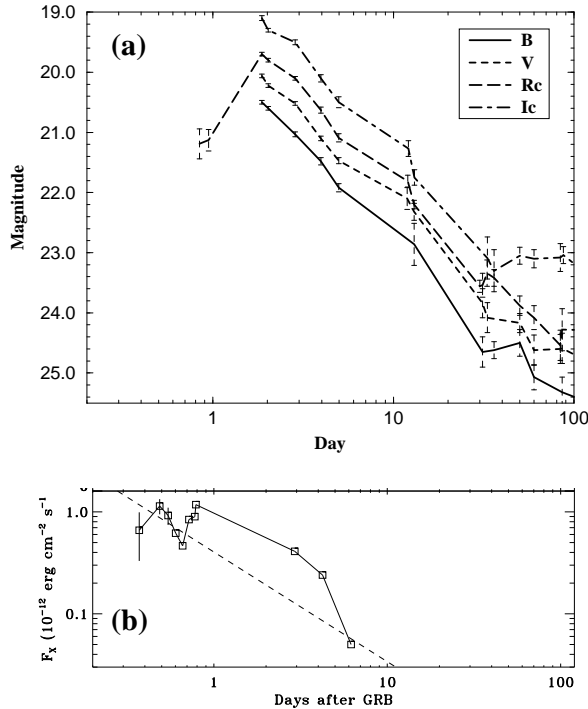 (a)
B
V
Rc
Ic
19.0
20.0
21.0
22.0
23.0
24.0
25.0
Magnitude
1 10 100
Day
(b)
1.0
0.1
F_X (10^-12 erg cm^-2 s^-1)
1 10 100
Days after GRB